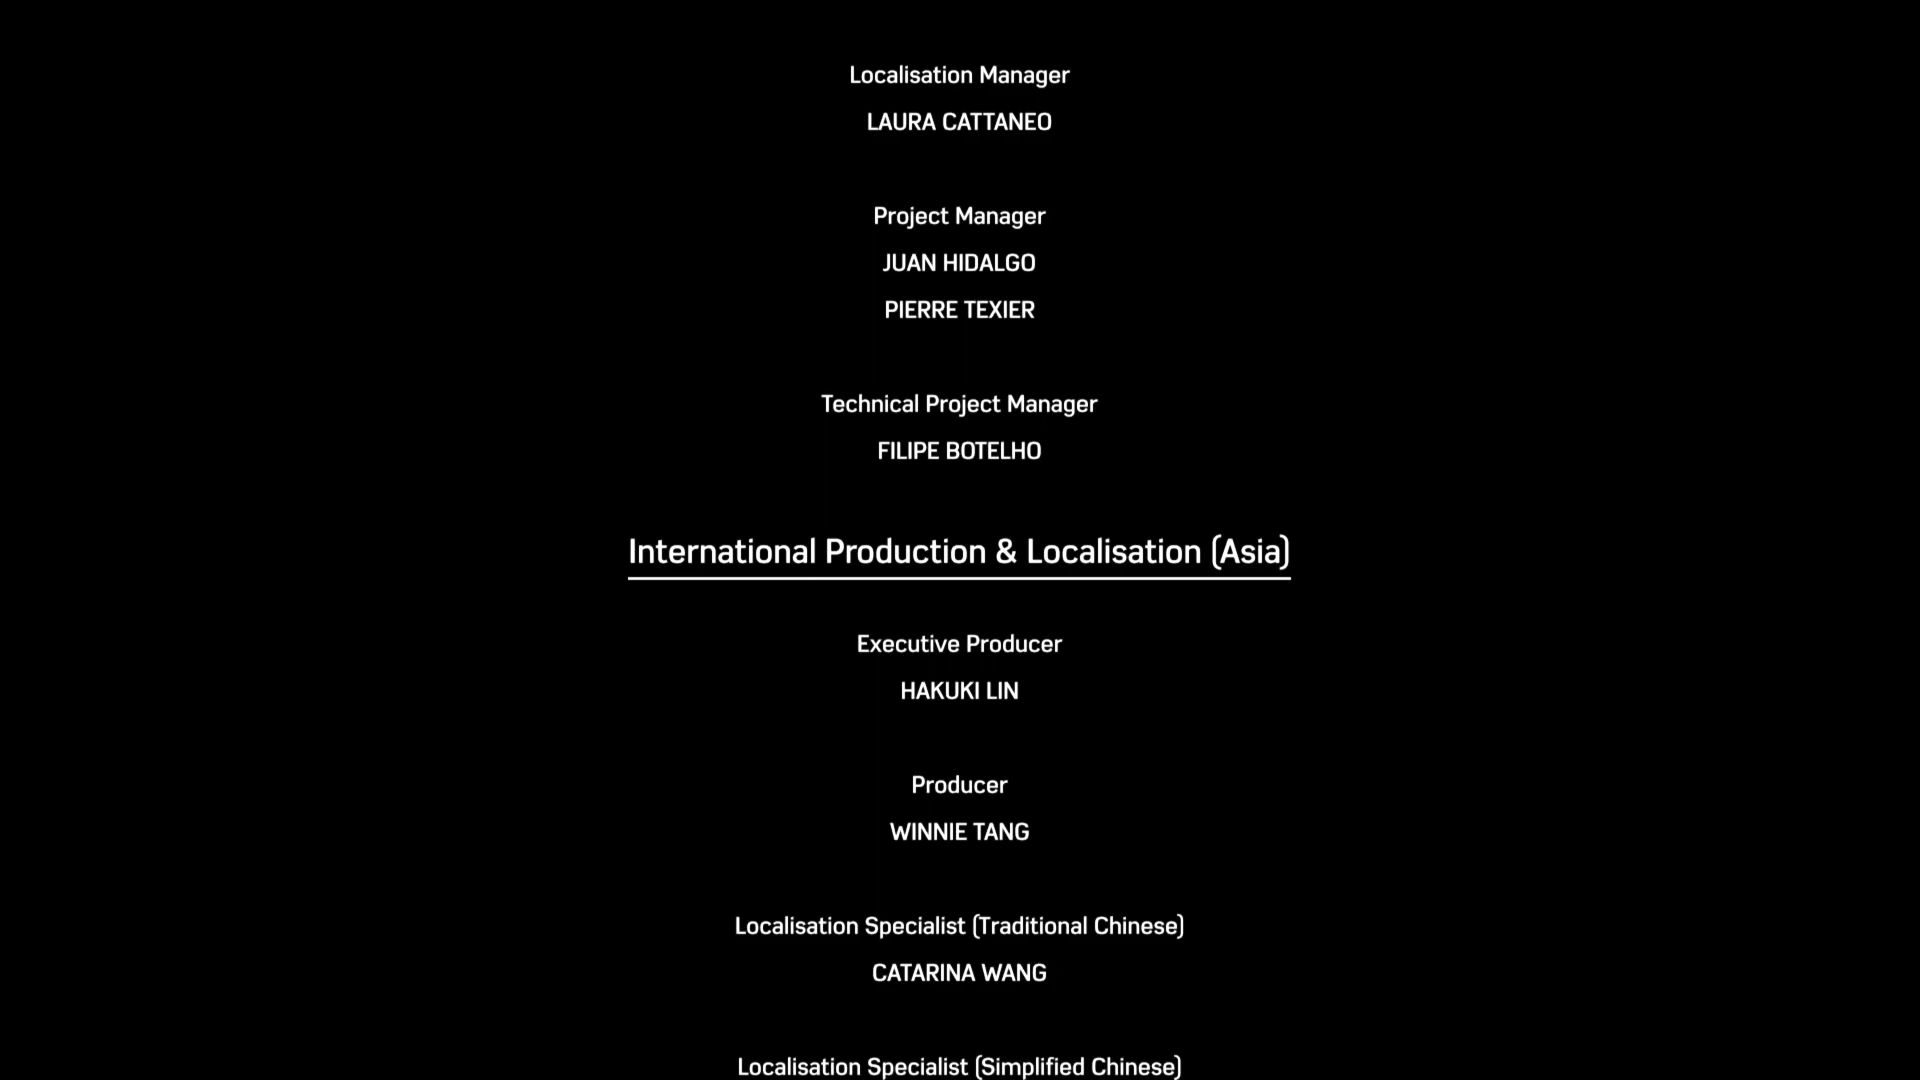 Localisation Manager
LAURA CATTANEO
Project Manager
JUAN HIDALGO
PIERRE TEXIER
Technical Project Manager
FILIPE BOTELHO
International Production & Localisation (Asia)
Executive Producer
HAKUKI LIN
Producer
WINNIE TANG
Localisation Specialist (Traditional Chinese)
CATARINA WANG
Localisation Specialist (Simplified Chinese)